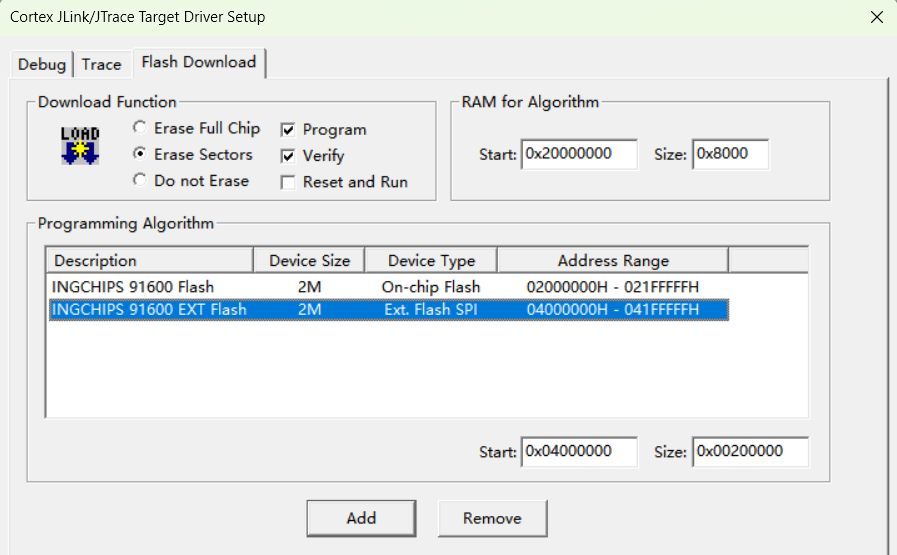 Cortex JLink/JTrace Target Driver Setup
Debug Trace Flash Download
Download Function
LOAD
Erase Full Chip
Erase Sectors
Do not Erase
Program
Verify
Reset and Run
RAM for Algorithm
Start: 0x20000000 Size: 0x8000
Programming Algorithm
Description Device Size Device Type Address Range
INGCHIPS 91600 Flash 2M On-chip Flash 02000000H - 021FFFFFH
INGCHIPS 91600 EXT Flash 2M Ext. Flash SPI 04000000H - 041FFFFFH
Start: 0x04000000 Size: 0x00200000
Add Remove